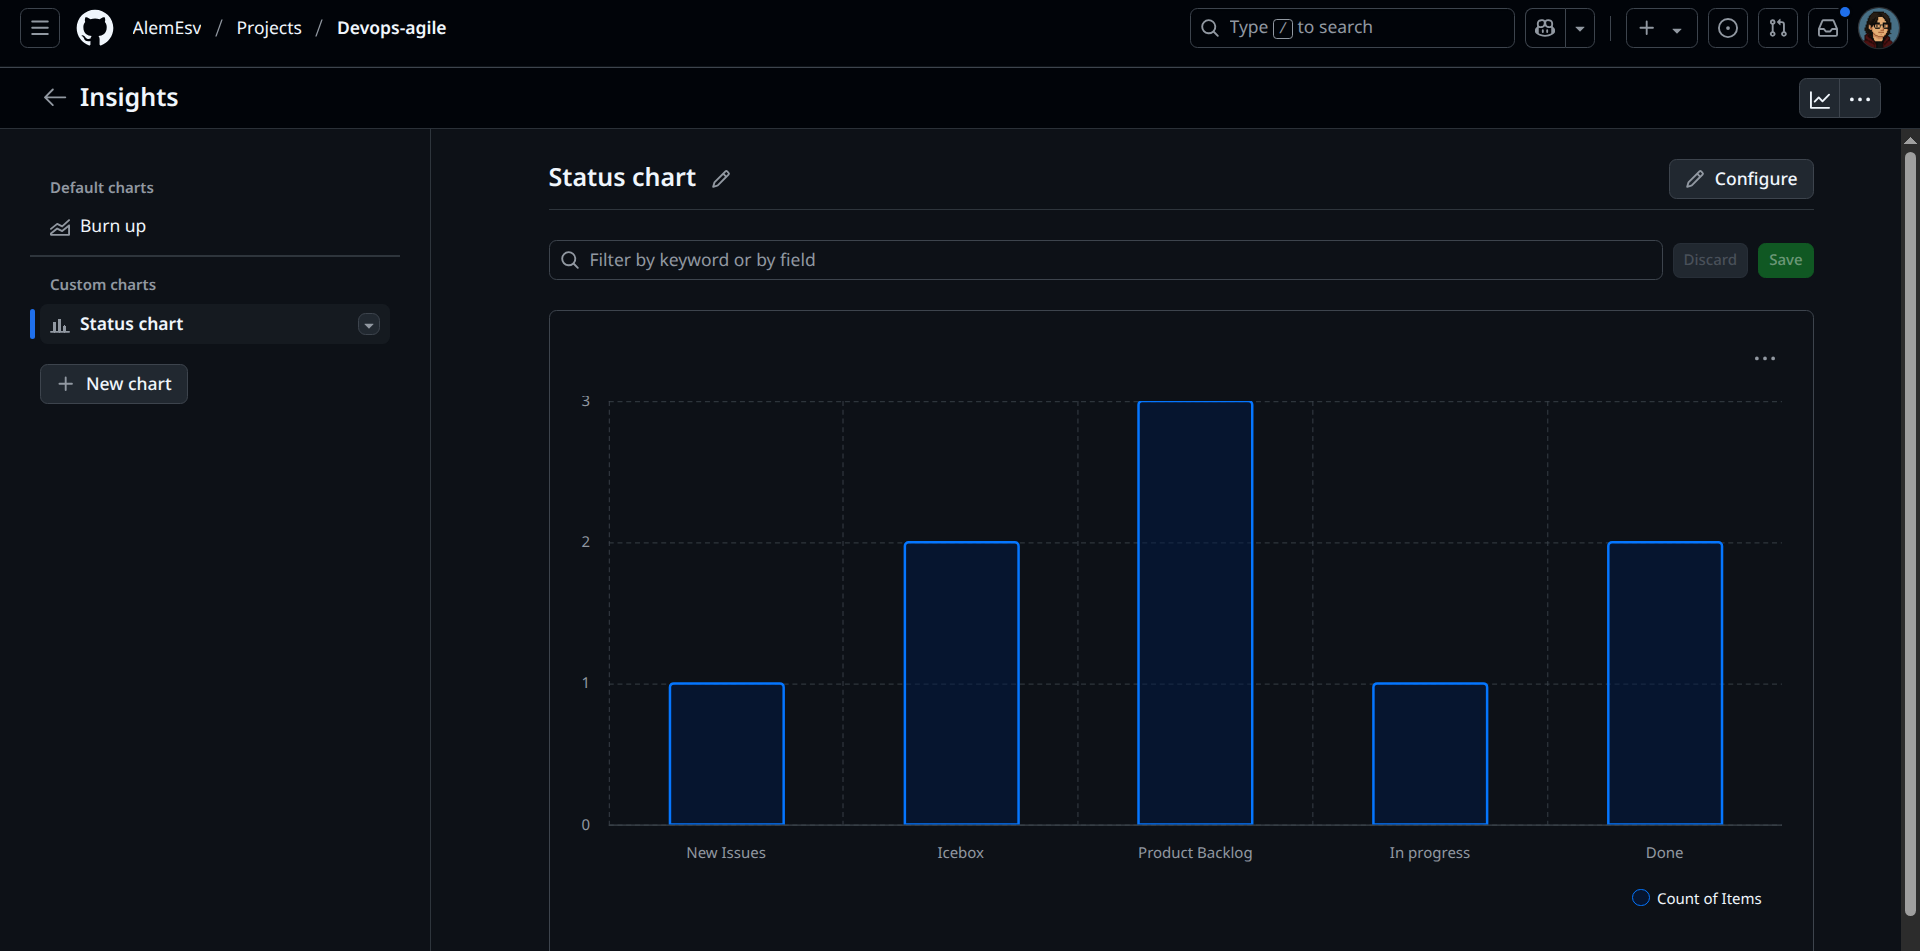 AlemEsv / Projects / Devops-agile
Type / to search
Insights
Default charts
Burn up
Custom charts
Status chart
New chart
Status chart
Configure
Filter by keyword or by field
Discard
Save
3
2
1
0
New Issues
Icebox
Product Backlog
In progress
Done
Count of Items